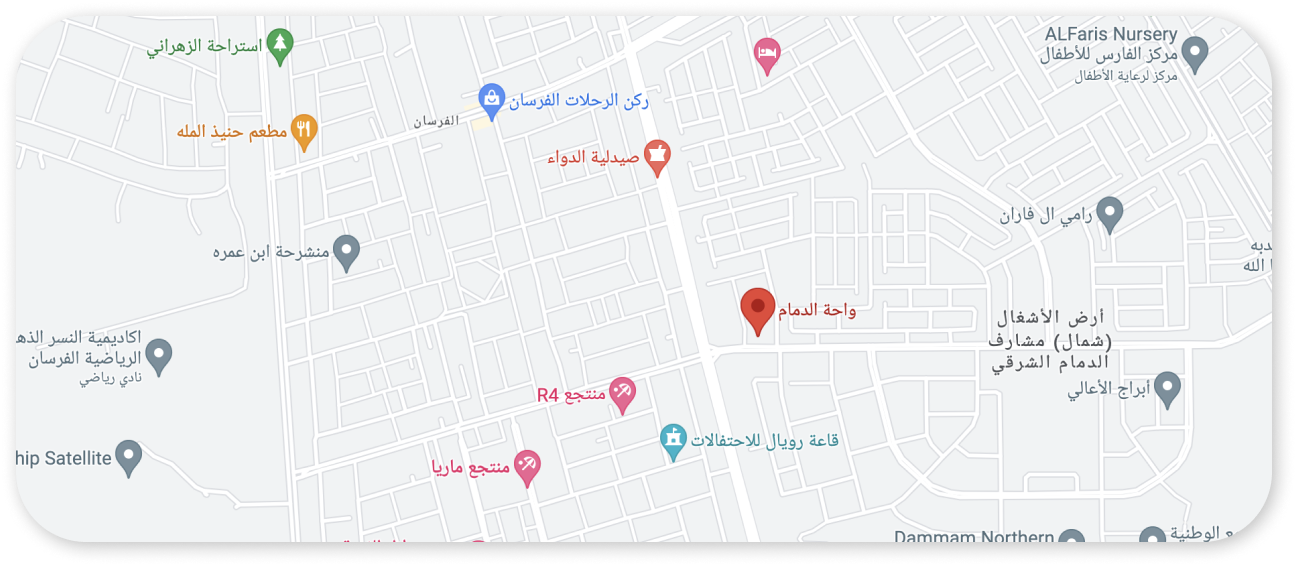 ALFaris Nursery
مركز الفارس للأطفال
مركز لرعاية الأطفال
استراحة الزهراني
ركن الرحلات الفرسان
الفرسان
مطعم حنيذ المله
صيدلية الدواء
رامي ال فاران
منشرحة ابن عمره
ا الله
واحة الدمام
أرض الأشغال
(شمال) مشارف
الدمام الشرقي
اكاديمية النسر الذه
الرياضية الفرسان
نادي رياضي
أبراج الأعالي
منتجع R4
قاعة رويال للاحتفالات
hip Satellite
منتجع ماريا
Dammam Northern
ع الوطنية